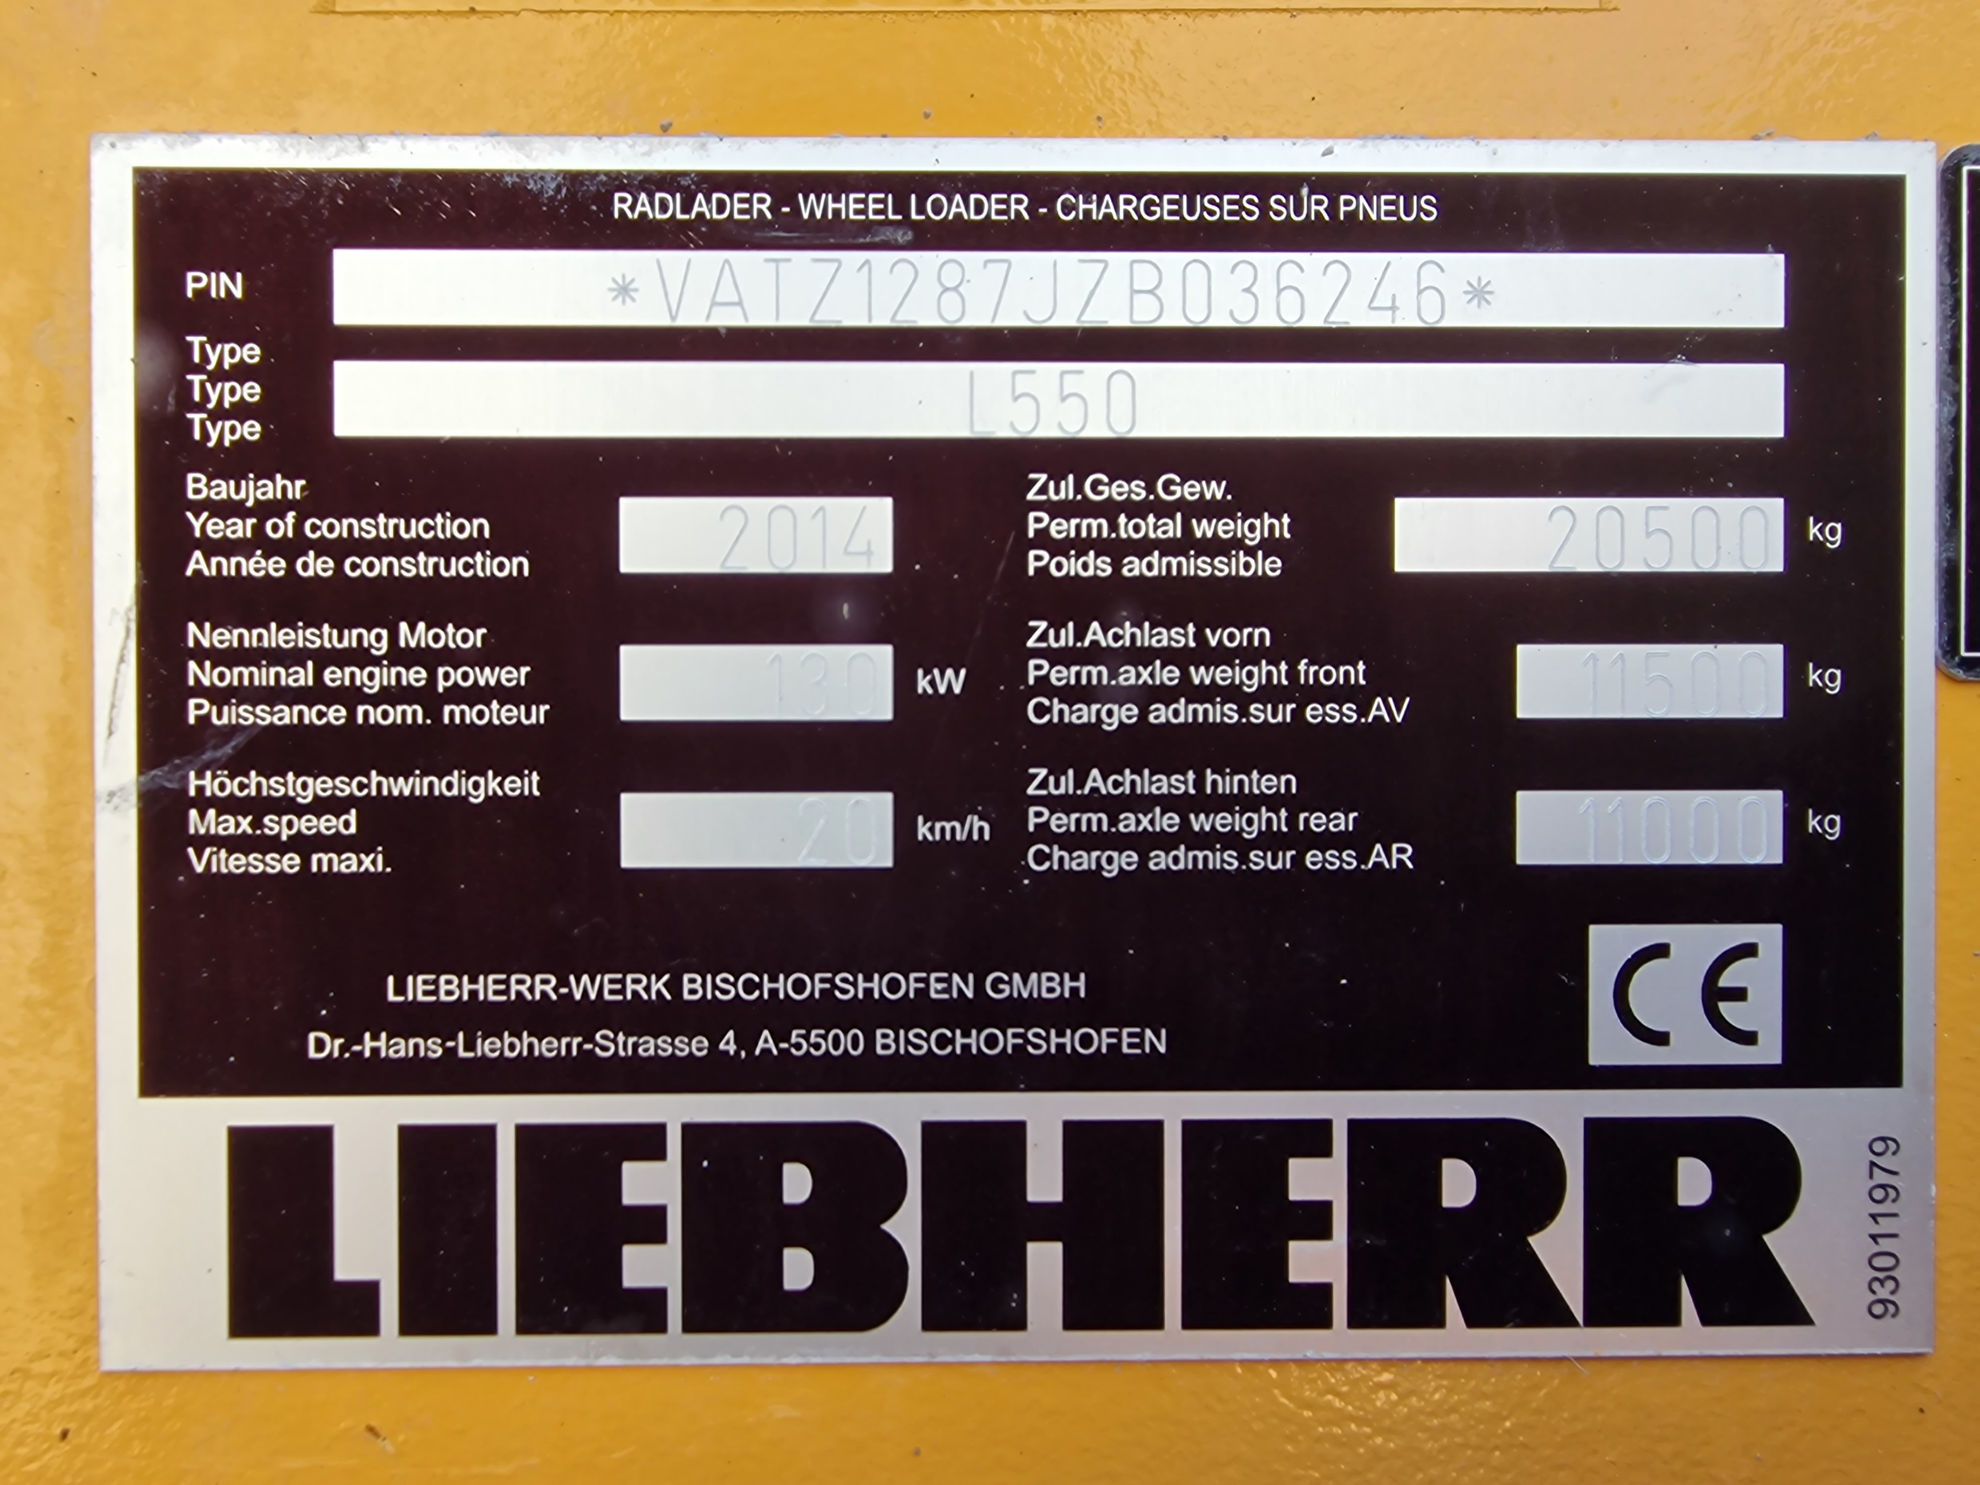 RADLADER - WHEEL LOADER - CHARGEUSES SUR PNEUS
PIN *VATZ1287JZB036246*
Type
Type L550
Type
Baujahr
Year of construction 2014
Année de construction
Zul.Ges.Gew.
Perm.total weight 20500 kg
Poids admissible
Nennleistung Motor
Nominal engine power 130 kW
Puissance nom. moteur
Zul.Achlast vorn
Perm.axle weight front 11500 kg
Charge admis.sur ess.AV
Höchstgeschwindigkeit
Max.speed 20 km/h
Vitesse maxi.
Zul.Achlast hinten
Perm.axle weight rear 11000 kg
Charge admis.sur ess.AR
LIEBHERR-WERK BISCHOFSHOFEN GMBH
Dr.-Hans-Liebherr-Strasse 4, A-5500 BISCHOFSHOFEN
CE
LIEBHERR
93011979